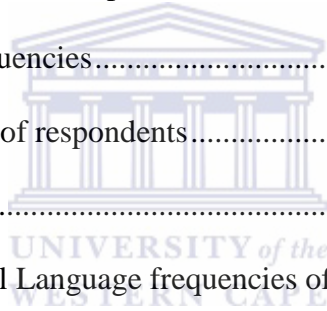 uencies..............................
of respondents..................
........................................
UNIVERSITY of the
l Language frequencies of
WESTERN CAPE